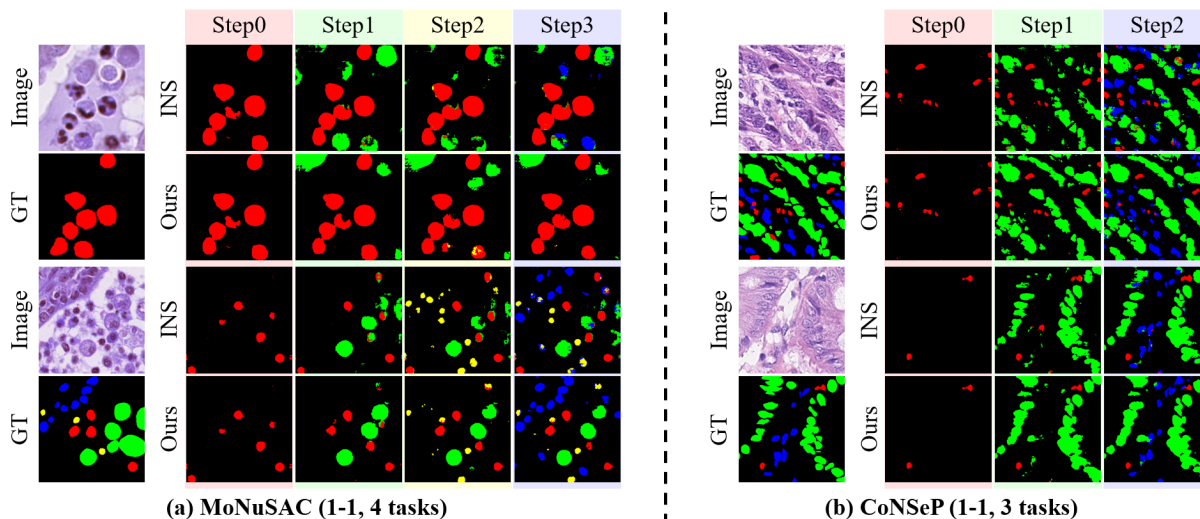 Step0 Step1 Step2 Step3
Image INS
GT Ours
Image INS
GT Ours
(a) MoNuSAC (1-1, 4 tasks)
Step0 Step1 Step2
Image INS
GT Ours
Image INS
GT Ours
(b) CoNSeP (1-1, 3 tasks)